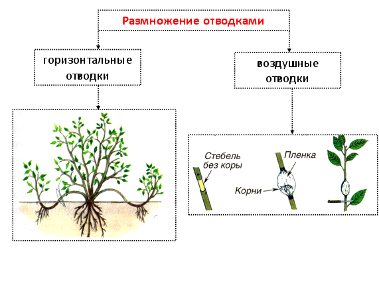 Размножение отводками
горизонтальные
отводки
воздушные
отводки
Стебель
без коры
Пленка
Корни